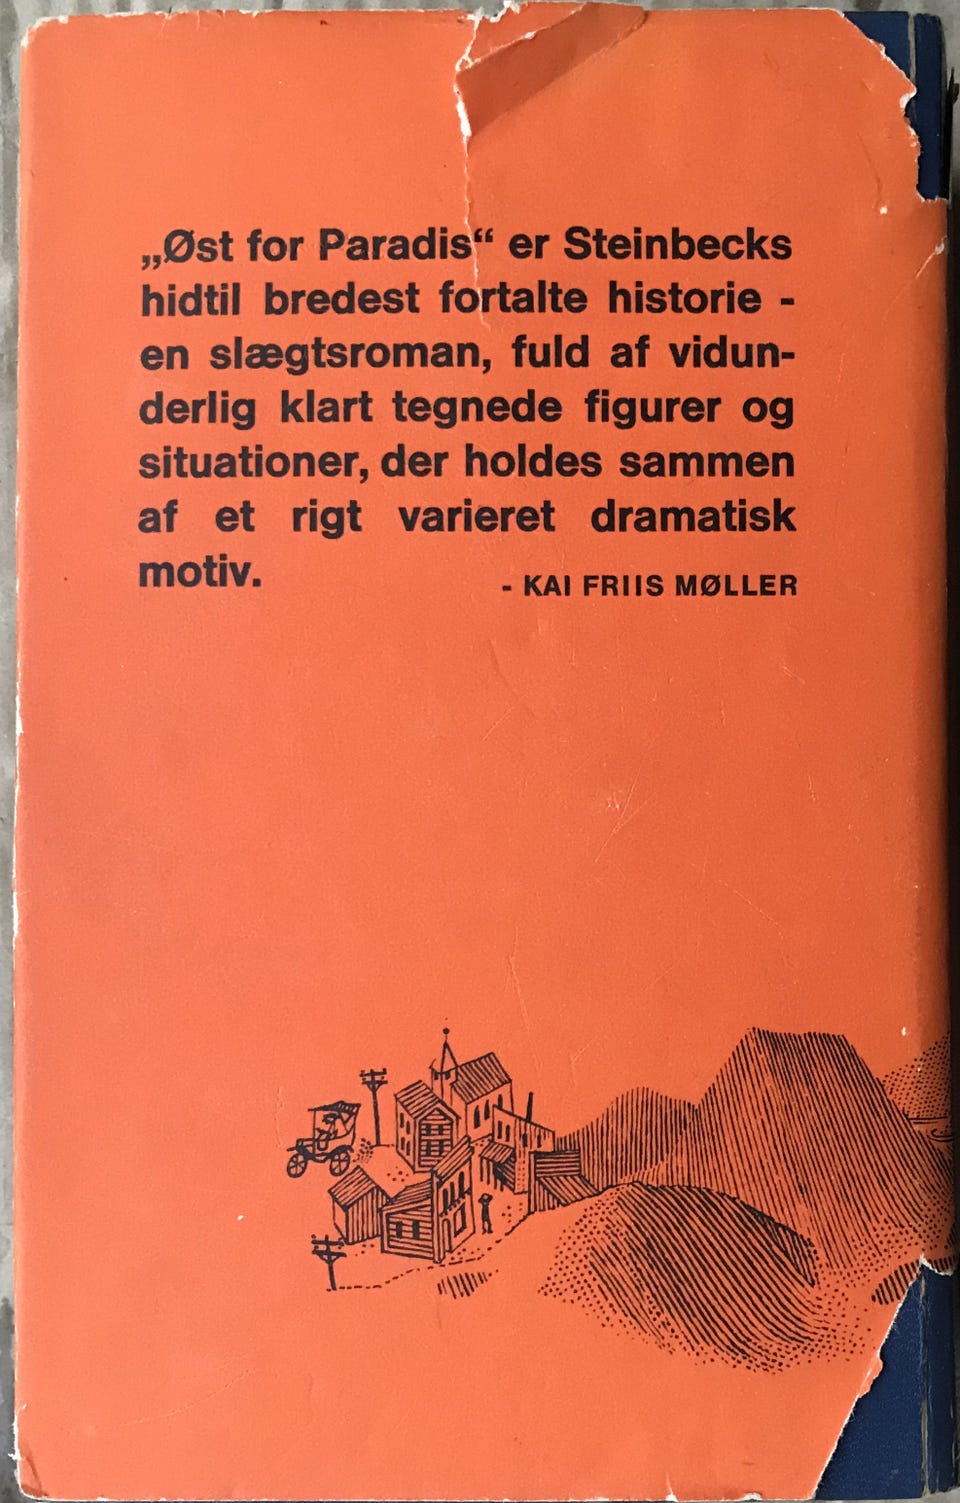 „Øst for Paradis“ er Steinbecks
hidtil bredest fortalte historie -
en slægtsroman, fuld af vidun-
derlig klart tegnede figurer og
situationer, der holdes sammen
af et rigt varieret dramatisk
motiv.
- KAI FRIIS MØLLER